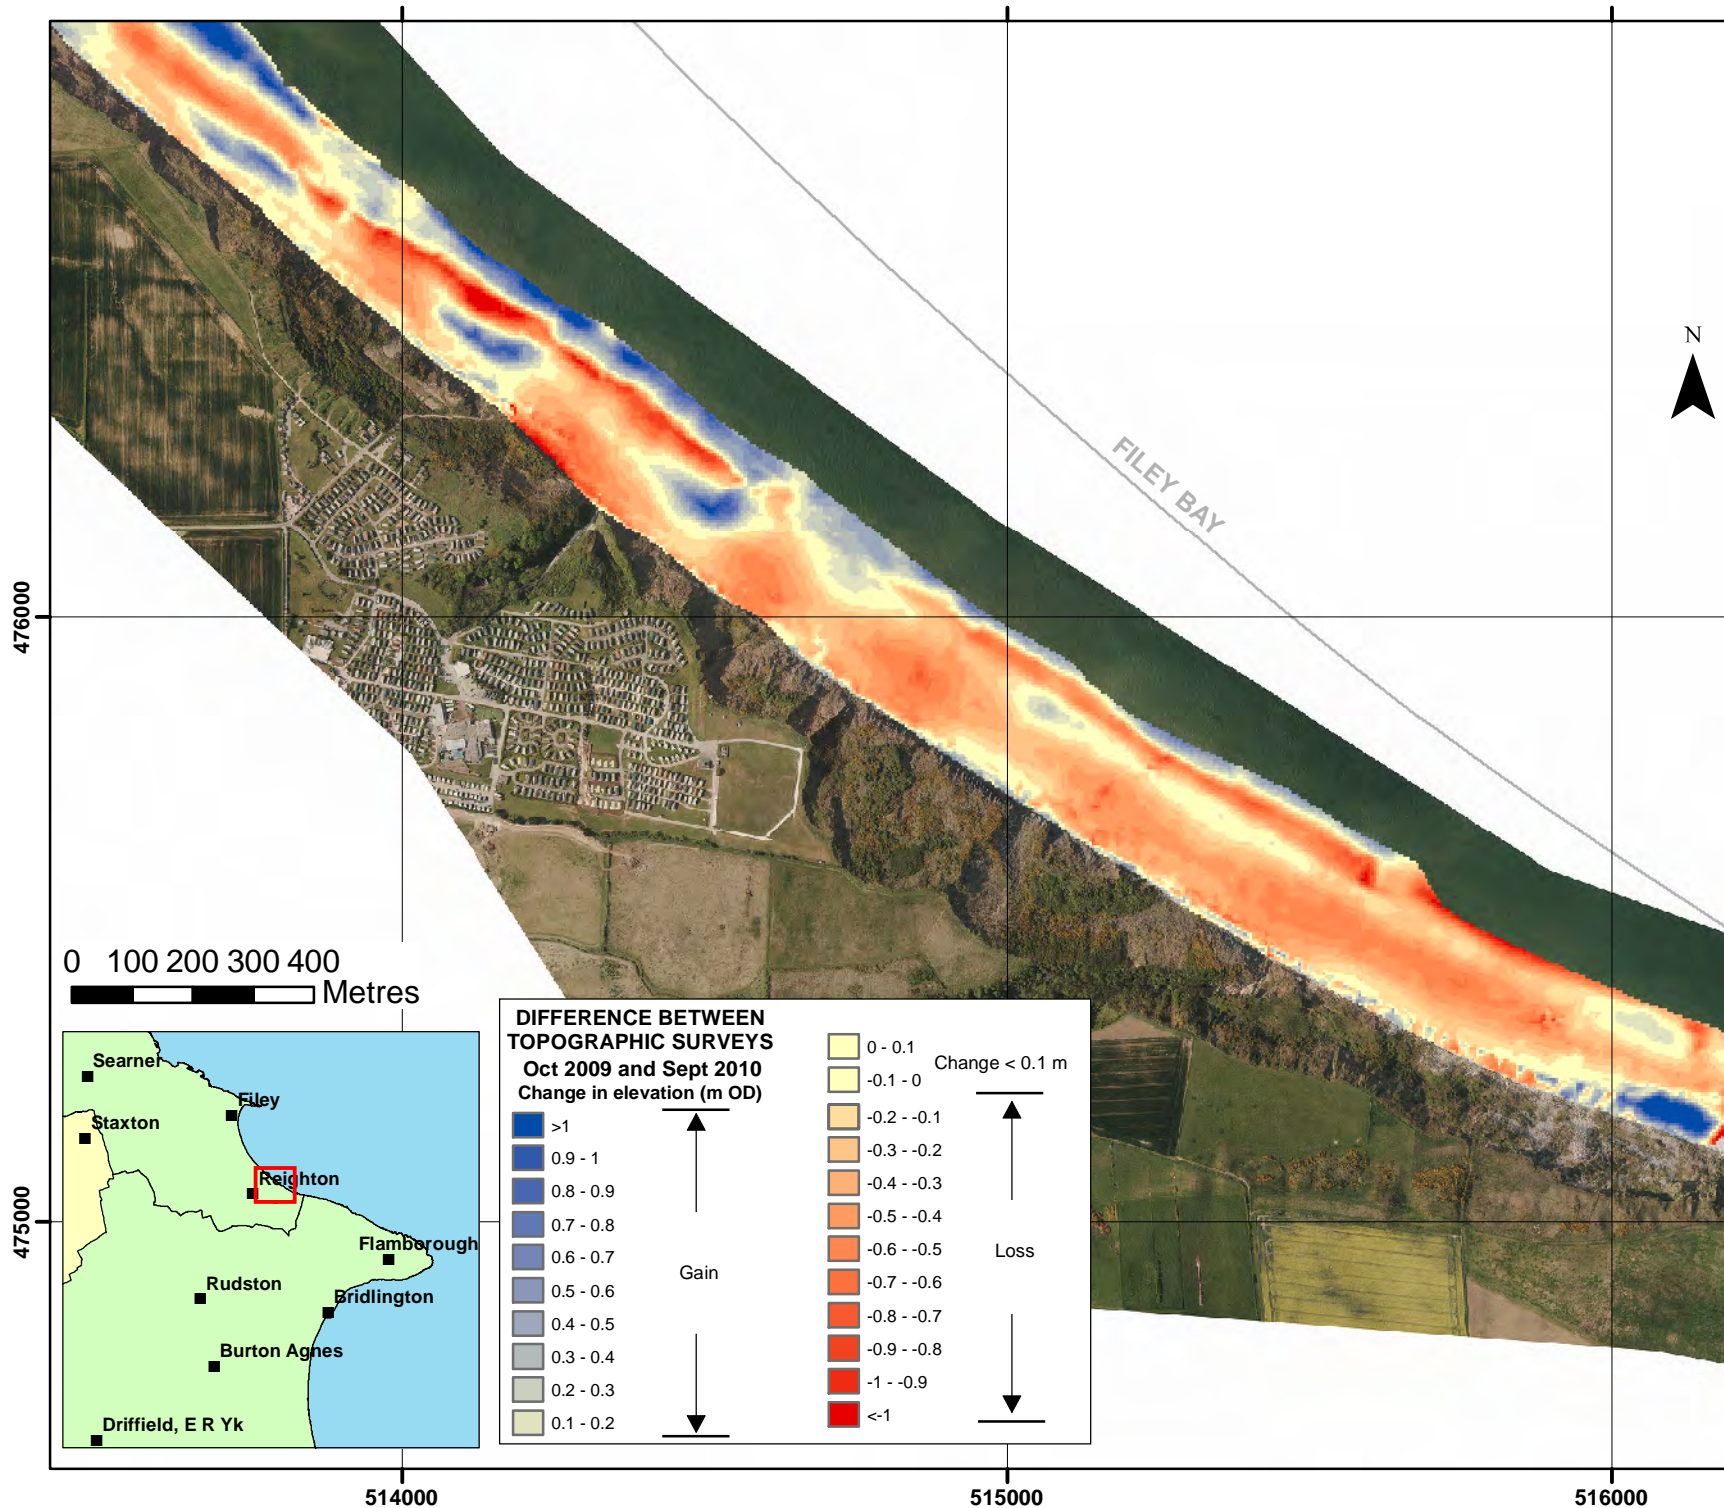 N
FILEY BAY
476000
475000
0 100 200 300 400
Metres
Searner
Filey
Staxton
Reighton
Flamborough
Rudston
Bridlington
Burton Agnes
Driffield, E R Yk
DIFFERENCE BETWEEN
TOPOGRAPHIC SURVEYS
Oct 2009 and Sept 2010
Change in elevation (m OD)
>1
0.9 - 1
0.8 - 0.9
0.7 - 0.8
0.6 - 0.7
0.5 - 0.6
0.4 - 0.5
0.3 - 0.4
0.2 - 0.3
0.1 - 0.2
Gain
0 - 0.1
-0.1 - 0
-0.2 - -0.1
-0.3 - -0.2
-0.4 - -0.3
-0.5 - -0.4
-0.6 - -0.5
-0.7 - -0.6
-0.8 - -0.7
-0.9 - -0.8
-1 - -0.9
<-1
Change < 0.1 m
Loss
514000
515000
516000